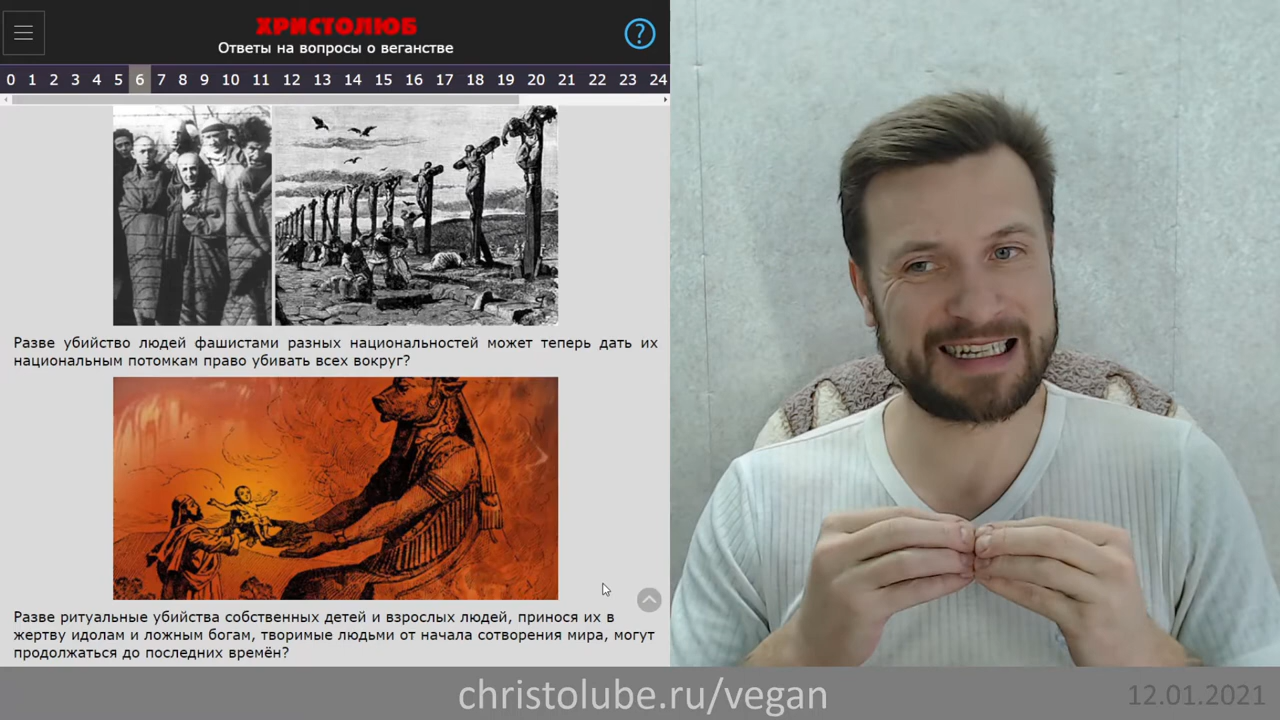 ХРИСТОЛЮБ
Ответы на вопросы о веганстве
?
0 1 2 3 4 5 6 7 8 9 10 11 12 13 14 15 16 17 18 19 20 21 22 23 24
Разве убийство людей фашистами разных национальностей может теперь дать их
национальным потомкам право убивать всех вокруг?
Разве ритуальные убийства собственных детей и взрослых людей, принося их в
жертву идолам и ложным богам, творимые людьми от начала сотворения мира, могут
продолжаться до последних времён?
christolube.ru/vegan
12.01.2021